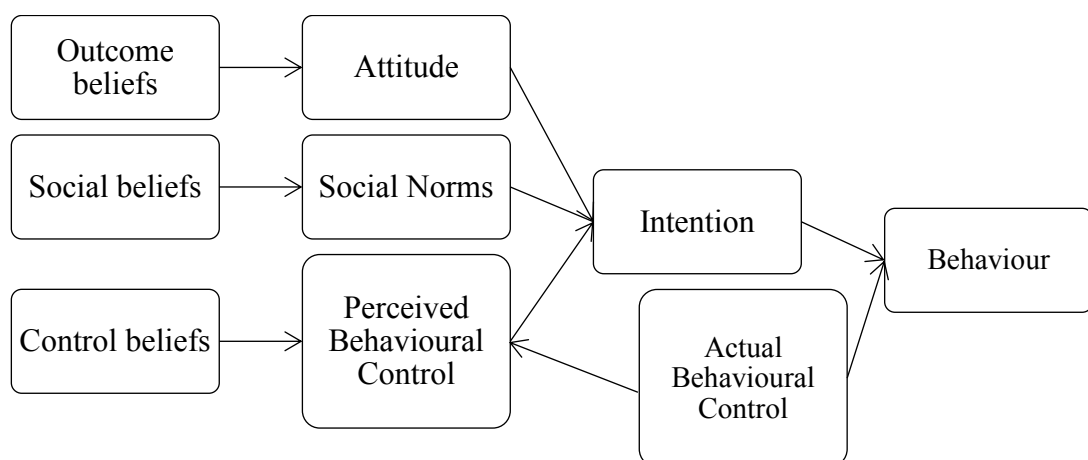 Outcome
beliefs
Attitude
Social beliefs
Social Norms
Intention
Behaviour
Control beliefs
Perceived
Behavioural
Control
Actual
Behavioural
Control